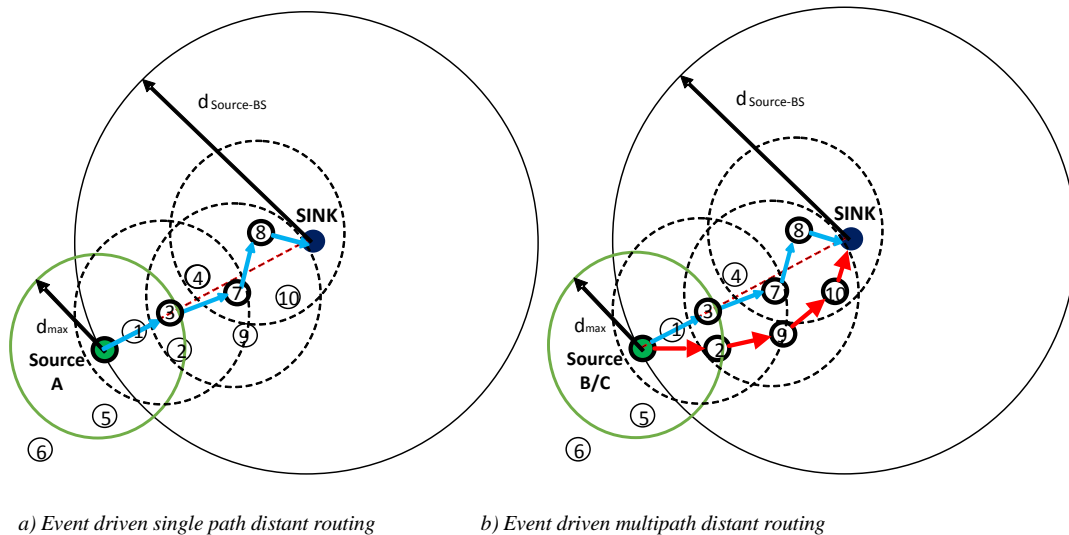 d Source-BS
SINK
8
4
7
10
3
1
9
2
dmax
Source
A
5
6
d Source-BS
SINK
8
4
7
10
3
1
9
2
dmax
Source
B/C
5
6
a) Event driven single path distant routing
b) Event driven multipath distant routing